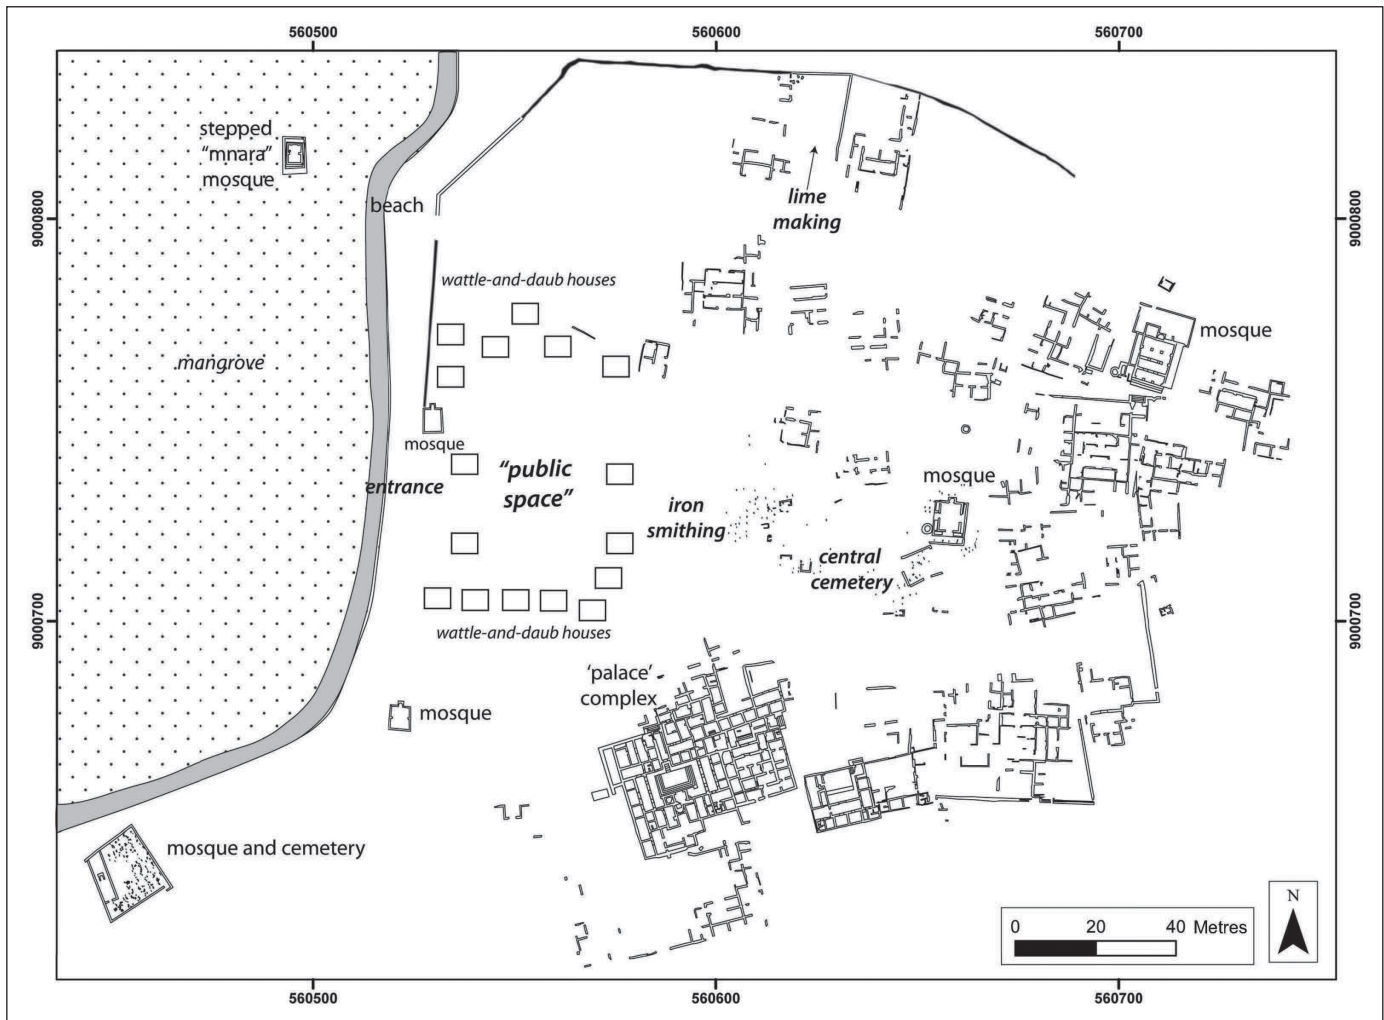 560500
560600
560700
stepped
"mnara"
mosque
beach
lime
making
9000800
9000800
wattle-and-daub houses
mangrove
mosque
mosque
"public
space"
entrance
mosque
iron
smithing
central
cemetery
9000700
9000700
wattle-and-daub houses
'palace'
complex
mosque
mosque and cemetery
N
0 20 40 Metres
560500
560600
560700